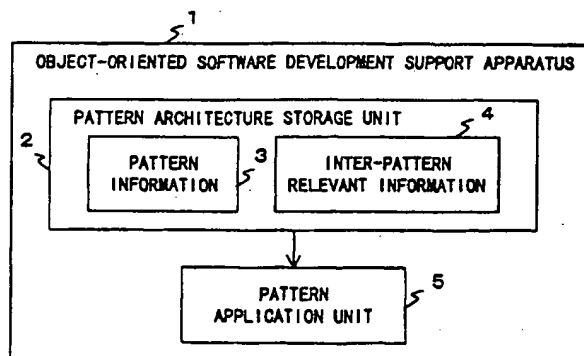 1
OBJECT-ORIENTED SOFTWARE DEVELOPMENT SUPPORT APPARATUS
PATTERN ARCHITECTURE STORAGE UNIT
4
2
PATTERN
INFORMATION
3
INTER-PATTERN
RELEVANT INFORMATION
PATTERN
APPLICATION UNIT
5